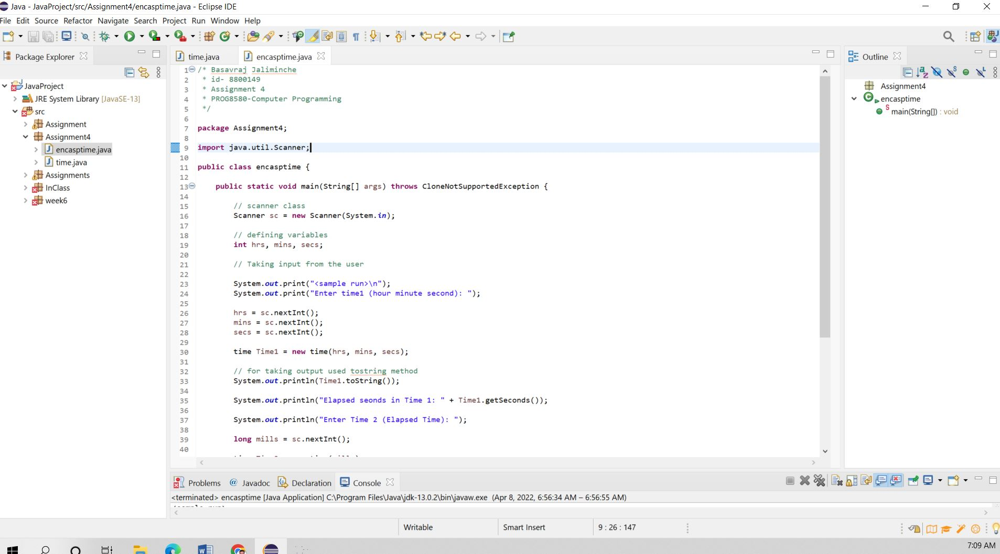 Java - JavaProject/src/Assignment4/encasptime.java - Eclipse IDE
File Edit Source Refactor Navigate Search Project Run Window Help
Package Explorer
JavaProject
JRE System Library [JavaSE-13]
src
Assignment
Assignment4
encasptime.java
time.java
Assignments
InClass
week6
time.java
encasptime.java
1 /* Basavraj Jaliminche
2 * id- 8800149
3 * Assignment 4
4 * PROG8580-Computer Programming
5 */
6
7 package Assignment4;
8
9 import java.util.Scanner;
10
11 public class encasptime {
12
13 public static void main(String[] args) throws CloneNotSupportedException {
14
15 // scanner class
16 Scanner sc = new Scanner(System.in);
17
18 // defining variables
19 int hrs, mins, secs;
20
21 // Taking input from the user
22
23 System.out.print("<sample run>\n");
24 System.out.print("Enter time1 (hour minute second): ");
25
26 hrs = sc.nextInt();
27 mins = sc.nextInt();
28 secs = sc.nextInt();
29
30 time Time1 = new time(hrs, mins, secs);
31
32 // for taking output used tostring method
33 System.out.println(Time1.toString());
34
35 System.out.println("Elapsed seonds in Time 1: " + Time1.getSeconds());
36
37 System.out.println("Enter Time 2 (Elapsed Time): ");
38
39 long mills = sc.nextInt();
40
Outline
Assignment4
encasptime
main(String[]) : void
Problems
Javadoc
Declaration
Console
<terminated> encasptime [Java Application] C:\Program Files\Java\jdk-13.0.2\bin\javaw.exe (Apr 8, 2022, 6:56:34 AM – 6:56:55 AM)
Writable
Smart Insert
9 : 26 : 147
7:09 AM